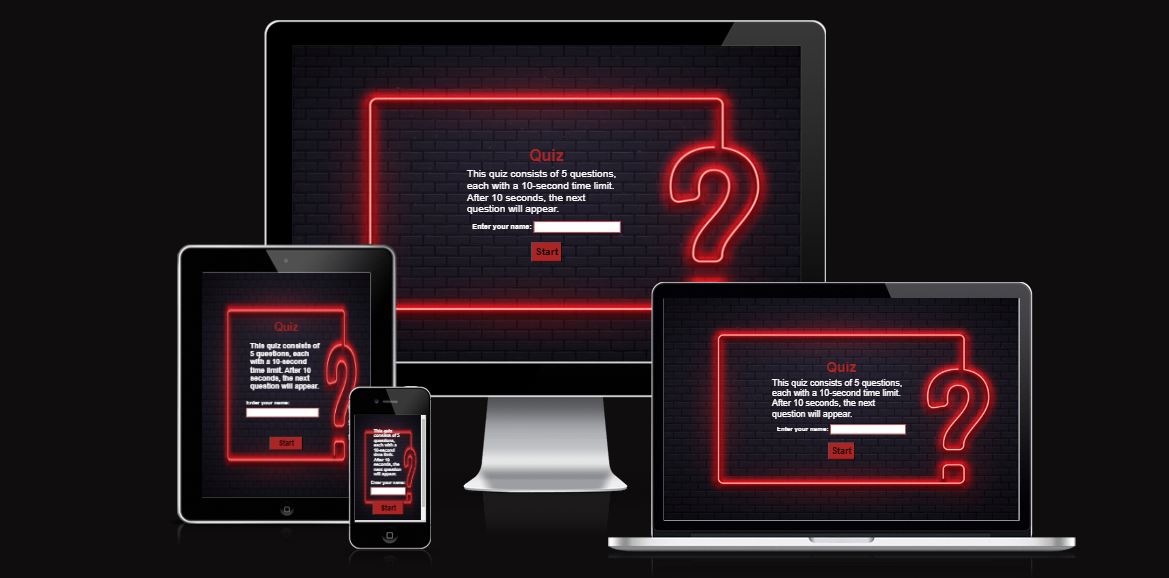 Quiz
This quiz consists of 5 questions,
each with a 10-second time limit.
After 10 seconds, the next
question will appear.
Enter your name:
Start
Quiz
This quiz consists of
5 questions, each
with a 10-second
time limit. After 10
seconds, the next
question will appear.
Enter your name:
Start
This quiz
consists of 5
questions,
each with a
10-second
time limit.
After 10
seconds, the
next question
will appear.
Enter your name:
Start
Quiz
This quiz consists of 5 questions,
each with a 10-second time limit.
After 10 seconds, the next
question will appear.
Enter your name:
Start